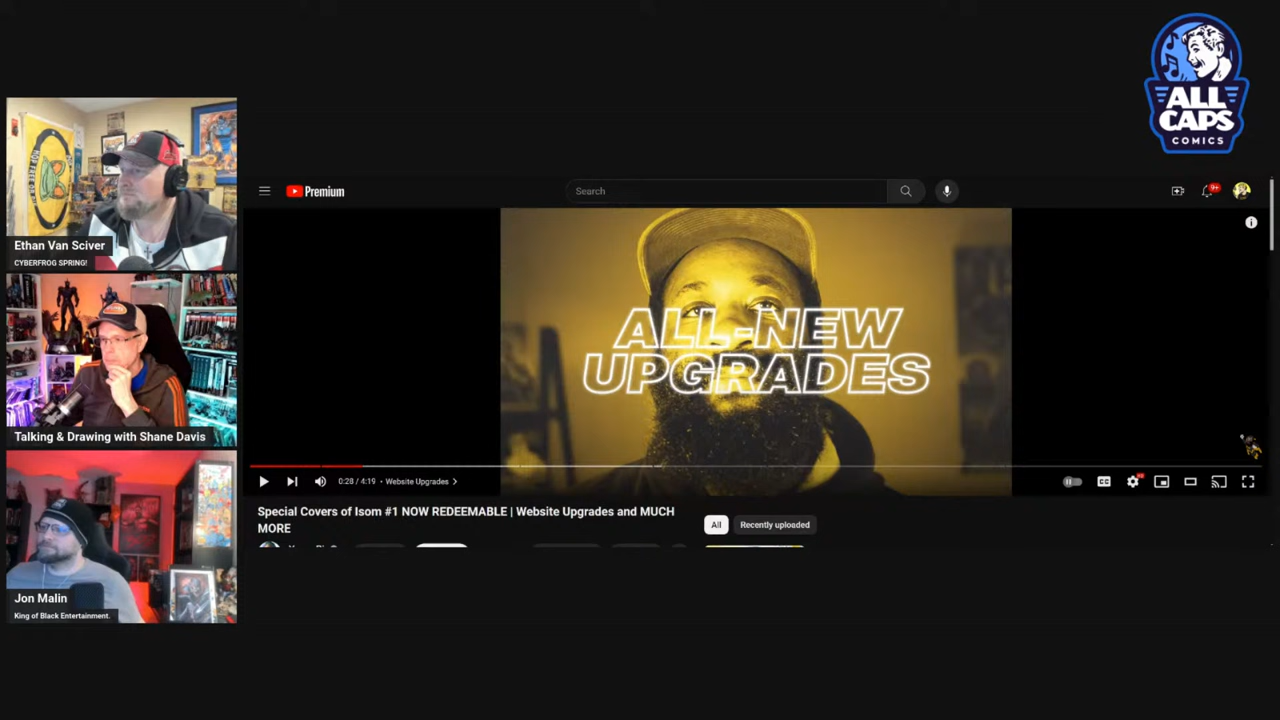 ALL
CAPS
COMICS
Premium
Search
9+
ALL-NEW
UPGRADES
Ethan Van Sciver
CYBERFROG SPRING!
Talking & Drawing with Shane Davis
0:28 / 4:19 • Website Upgrades >
CC
Special Covers of Isom #1 NOW REDEEMABLE | Website Upgrades and MUCH
MORE
All
Recently uploaded
Jon Malin
King of Black Entertainment.